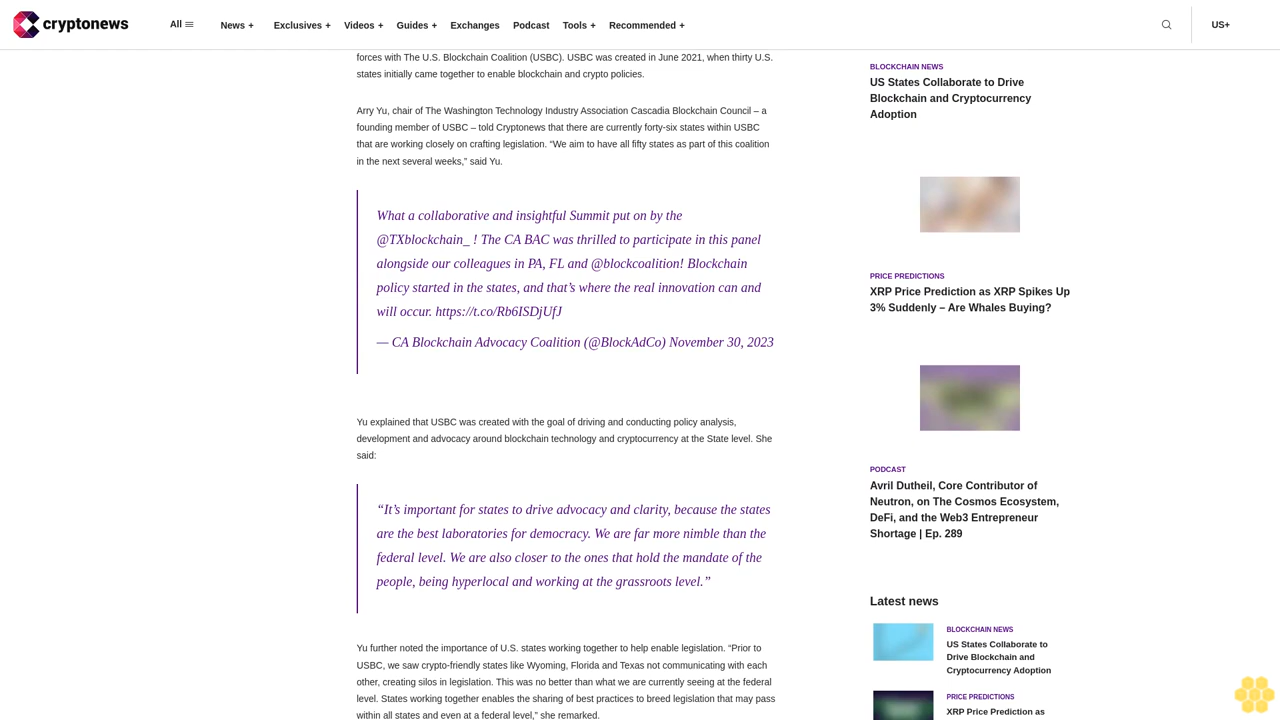 cryptonews
All
News +
Exclusives +
Videos +
Guides +
Exchanges
Podcast
Tools +
Recommended +
US+
forces with The U.S. Blockchain Coalition (USBC). USBC was created in June 2021, when thirty U.S.
states initially came together to enable blockchain and crypto policies.
Arry Yu, chair of The Washington Technology Industry Association Cascadia Blockchain Council – a
founding member of USBC – told Cryptonews that there are currently forty-six states within USBC
that are working closely on crafting legislation. “We aim to have all fifty states as part of this coalition
in the next several weeks,” said Yu.
What a collaborative and insightful Summit put on by the
@TXblockchain_ ! The CA BAC was thrilled to participate in this panel
alongside our colleagues in PA, FL and @blockcoalition! Blockchain
policy started in the states, and that’s where the real innovation can and
will occur. https://t.co/Rb6ISDjUfJ
— CA Blockchain Advocacy Coalition (@BlockAdCo) November 30, 2023
Yu explained that USBC was created with the goal of driving and conducting policy analysis,
development and advocacy around blockchain technology and cryptocurrency at the State level. She
said:
“It’s important for states to drive advocacy and clarity, because the states
are the best laboratories for democracy. We are far more nimble than the
federal level. We are also closer to the ones that hold the mandate of the
people, being hyperlocal and working at the grassroots level.”
Yu further noted the importance of U.S. states working together to help enable legislation. “Prior to
USBC, we saw crypto-friendly states like Wyoming, Florida and Texas not communicating with each
other, creating silos in legislation. This was no better than what we are currently seeing at the federal
level. States working together enables the sharing of best practices to breed legislation that may pass
within all states and even at a federal level,” she remarked.
BLOCKCHAIN NEWS
US States Collaborate to Drive
Blockchain and Cryptocurrency
Adoption
PRICE PREDICTIONS
XRP Price Prediction as XRP Spikes Up
3% Suddenly – Are Whales Buying?
PODCAST
Avril Dutheil, Core Contributor of
Neutron, on The Cosmos Ecosystem,
DeFi, and the Web3 Entrepreneur
Shortage | Ep. 289
Latest news
BLOCKCHAIN NEWS
US States Collaborate to
Drive Blockchain and
Cryptocurrency Adoption
PRICE PREDICTIONS
XRP Price Prediction as